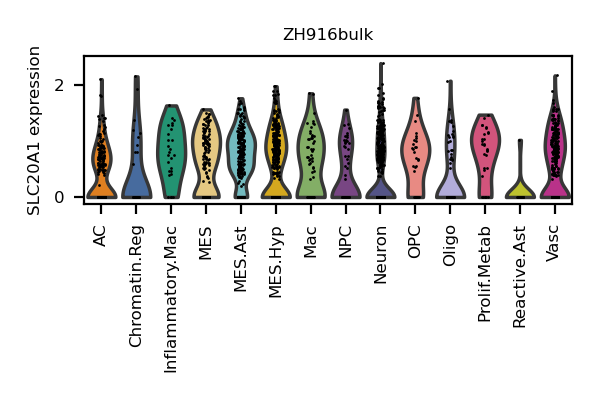 ZH916bulk
SLC20A1 expression
2
0
AC
Chromatin.Reg
Inflammatory.Mac
MES
MES.Ast
MES.Hyp
Mac
NPC
Neuron
OPC
Oligo
Prolif.Metab
Reactive.Ast
Vasc